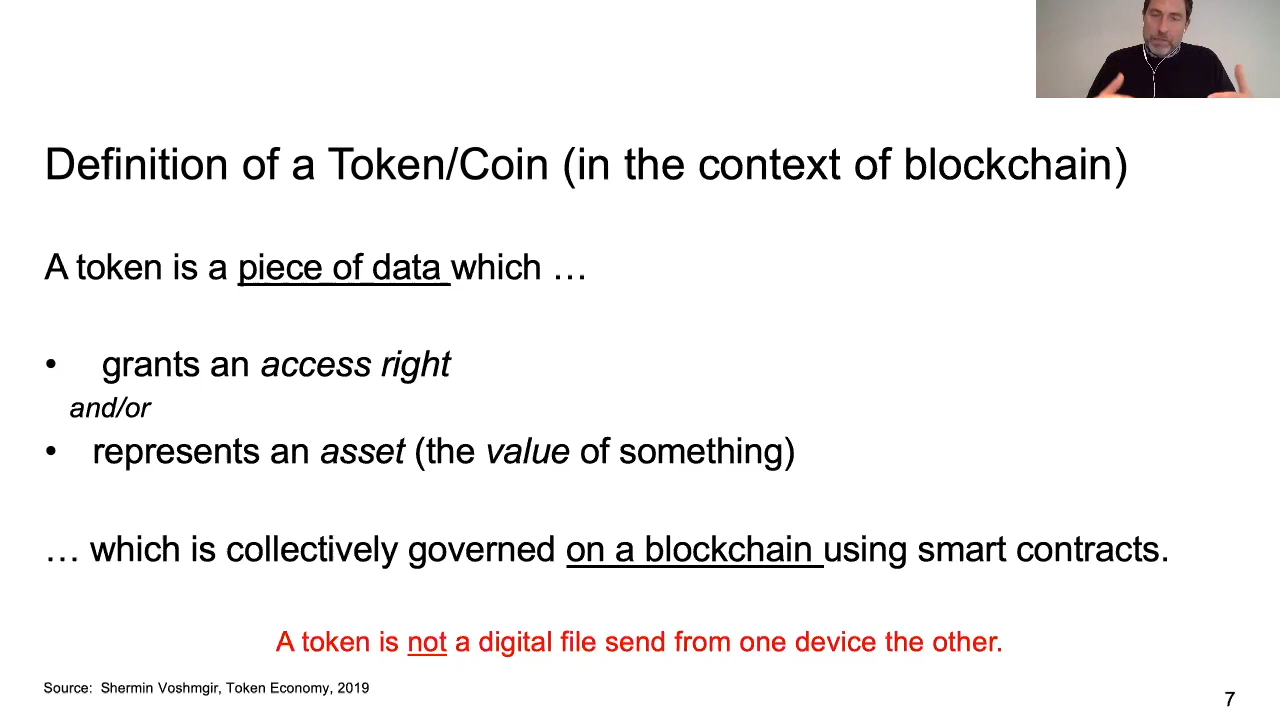 Definition of a Token/Coin (in the context of blockchain)
A token is a piece of data which …
• grants an access right
and/or
• represents an asset (the value of something)
… which is collectively governed on a blockchain using smart contracts.
A token is not a digital file send from one device the other.
Source: Shermin Voshmgir, Token Economy, 2019
7